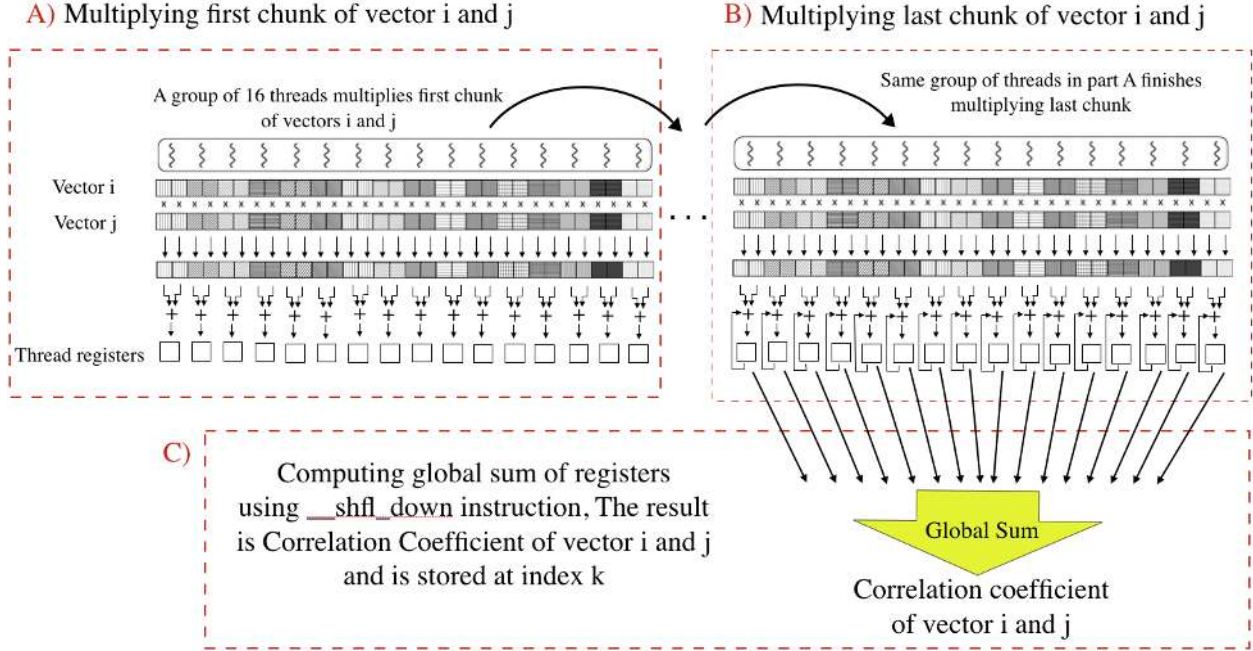 A) Multiplying first chunk of vector i and j
B) Multiplying last chunk of vector i and j
A group of 16 threads multiplies first chunk
of vectors i and j
Same group of threads in part A finishes
multiplying last chunk
Vector i
x x x x x x x x x x x x x x x x x x x x x x x x x x x x x x x x
x x x x x x x x x x x x x x x x x x x x x x x x x x x x x x x x
Vector j
. . .
+ + + + + + + + + + + + + + + +
+ + + + + + + + + + + + + + + +
Thread registers
C)
Computing global sum of registers
using __shfl_down instruction, The result
is Correlation Coefficient of vector i and j
and is stored at index k
Global Sum
Correlation coefficient
of vector i and j